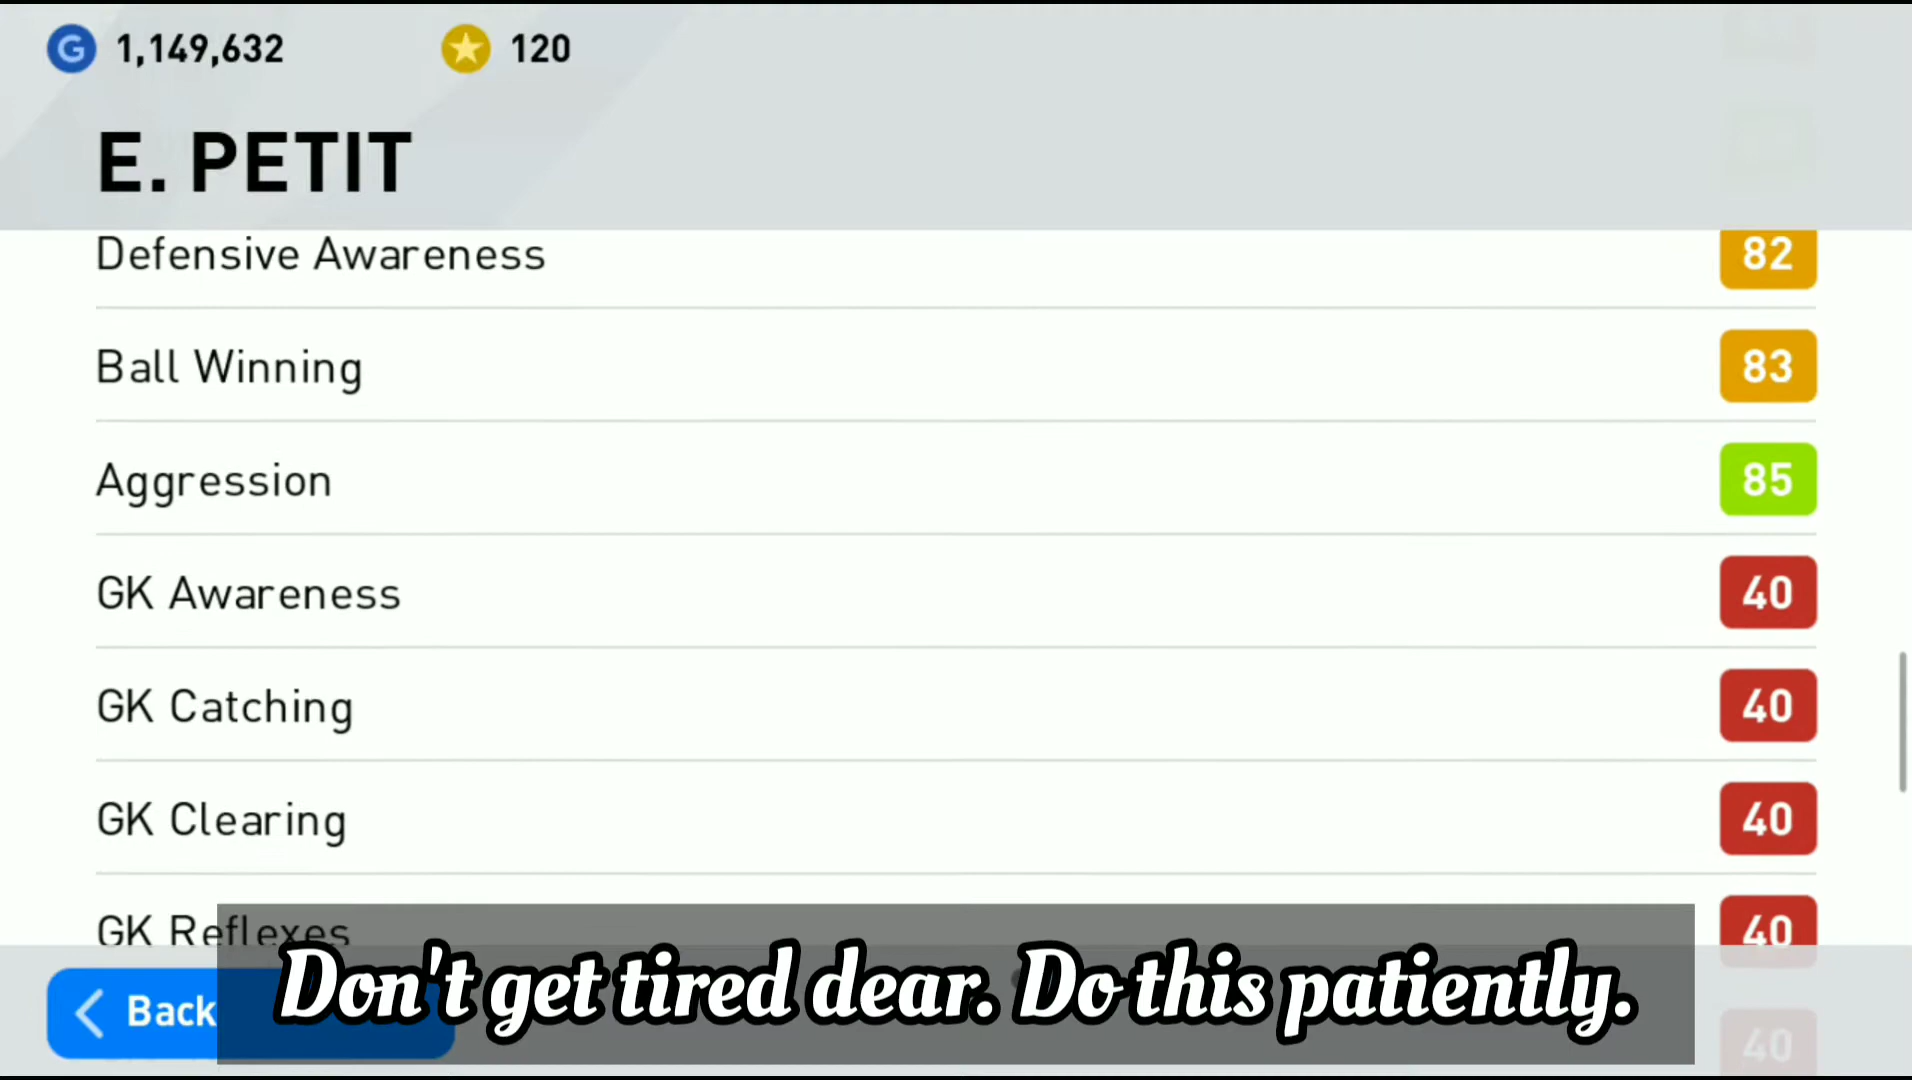 G 1,149,632 120
E. PETIT
Defensive Awareness 82
Ball Winning 83
Aggression 85
GK Awareness 40
GK Catching 40
GK Clearing 40
GK Reflexes 40
Don't get tired dear. Do this patiently.
Back
40